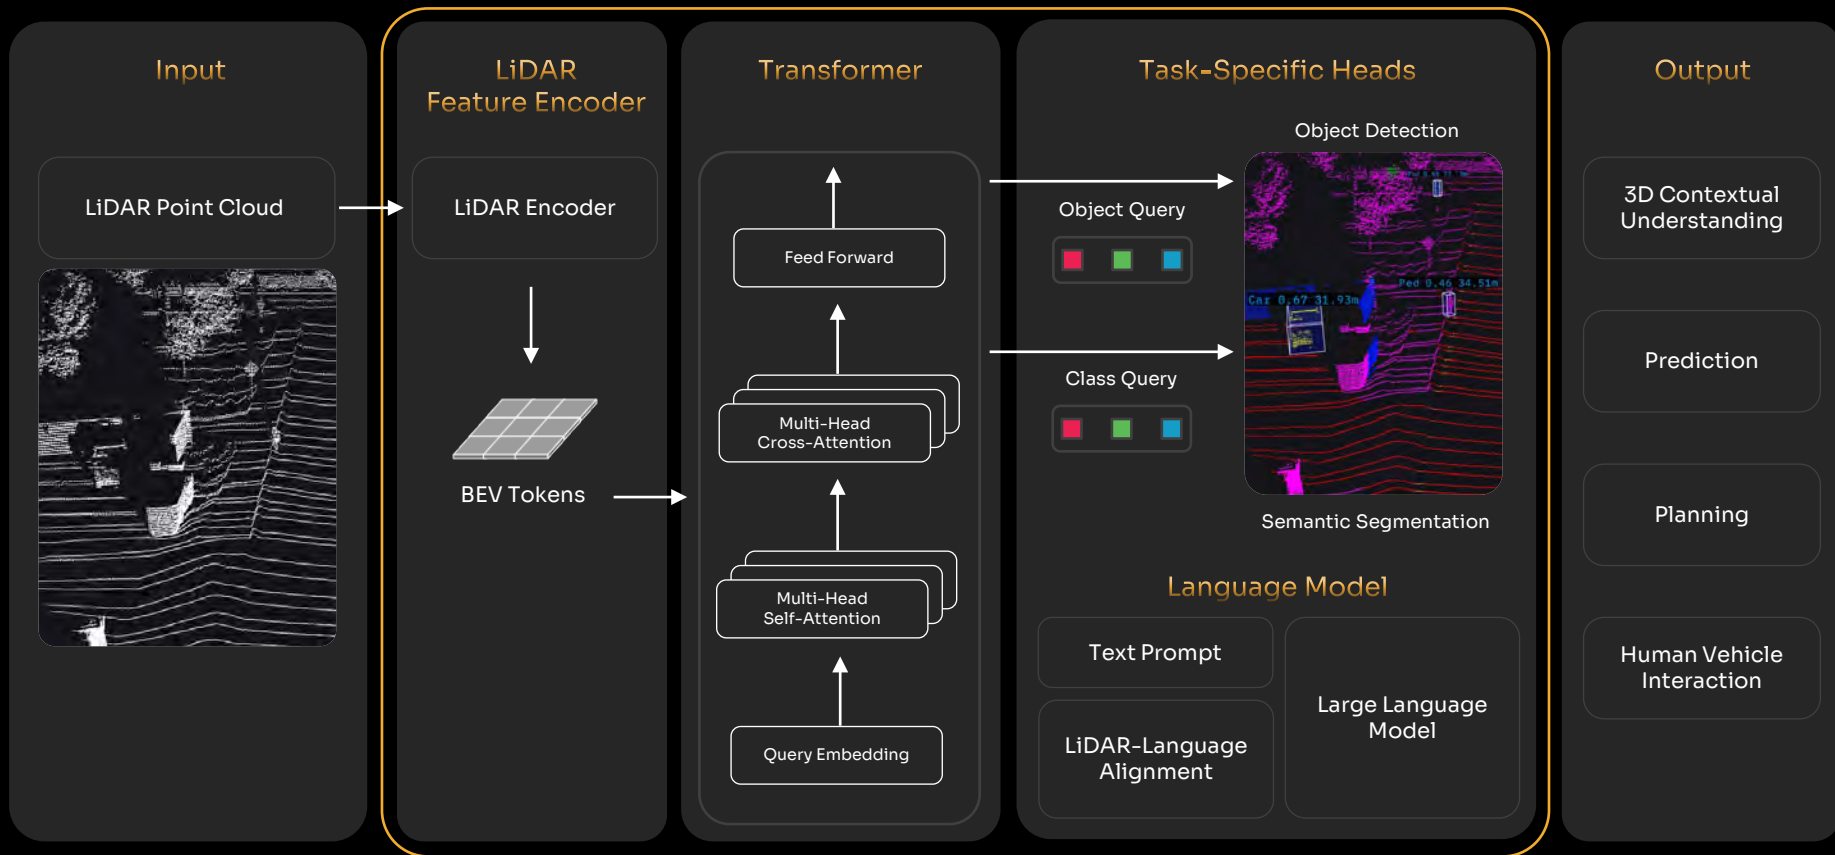 Input
LiDAR Point Cloud
LiDAR
Feature Encoder
LiDAR Encoder
BEV Tokens
Transformer
Feed Forward
Multi-Head
Cross-Attention
Multi-Head
Self-Attention
Query Embedding
Task-Specific Heads
Object Detection
Object Query
Class Query
Ped 0.46 34.51m
Car 0.67 31.93m
Semantic Segmentation
Language Model
Text Prompt
LiDAR-Language
Alignment
Large Language
Model
Output
3D Contextual
Understanding
Prediction
Planning
Human Vehicle
Interaction